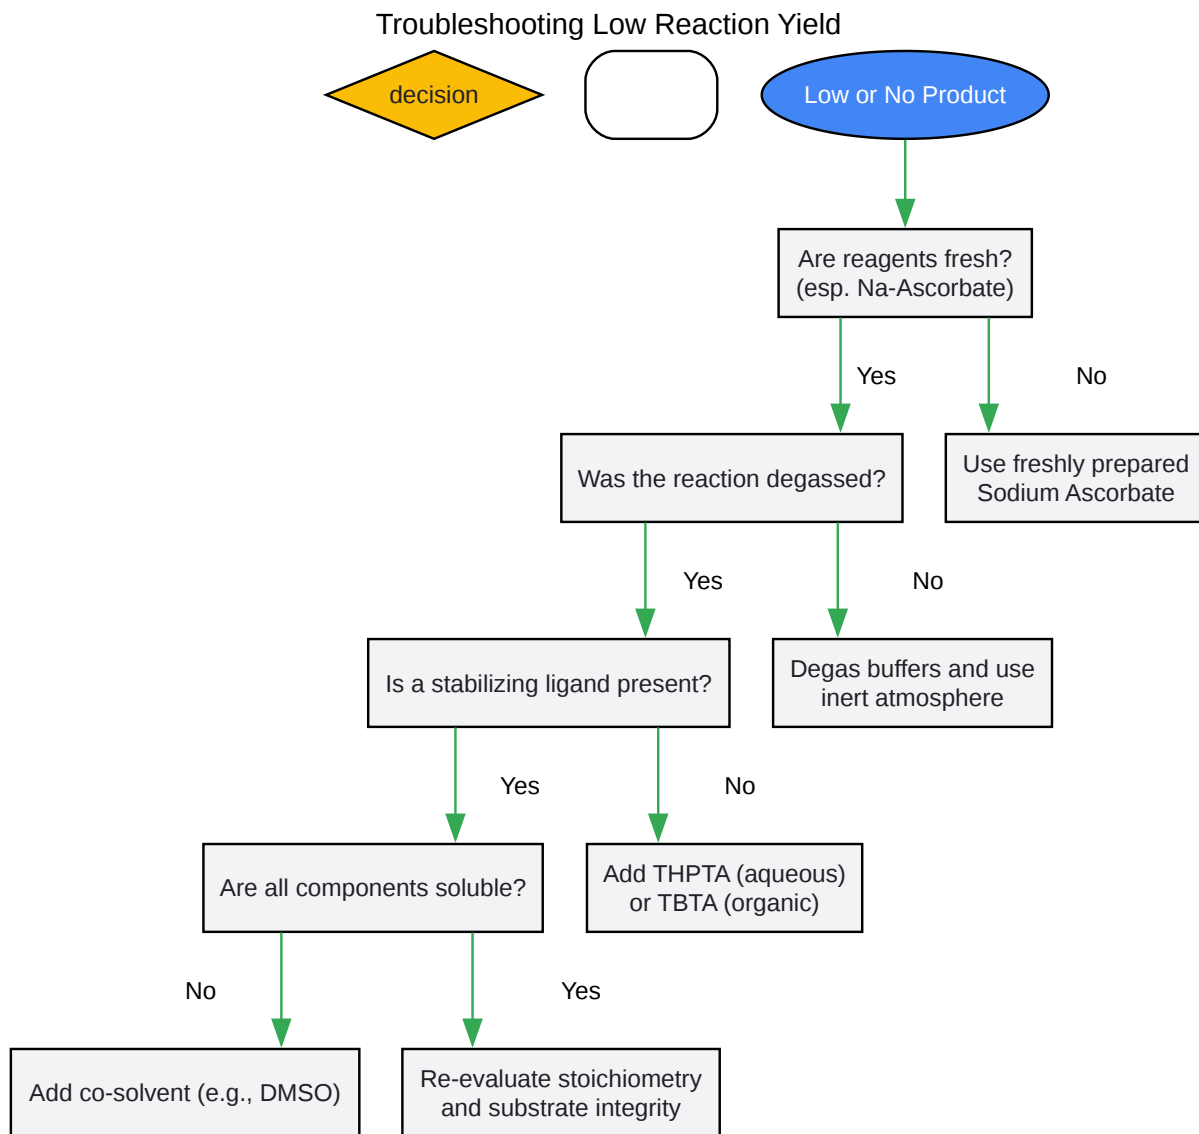 Troubleshooting Low Reaction Yield
decision
Low or No Product
Are reagents fresh?
(esp. Na-Ascorbate)
Yes
No
Was the reaction degassed?
Use freshly prepared
Sodium Ascorbate
Yes
No
Is a stabilizing ligand present?
Degas buffers and use
inert atmosphere
Yes
No
Are all components soluble?
Add THPTA (aqueous)
or TBTA (organic)
No
Yes
Add co-solvent (e.g., DMSO)
Re-evaluate stoichiometry
and substrate integrity